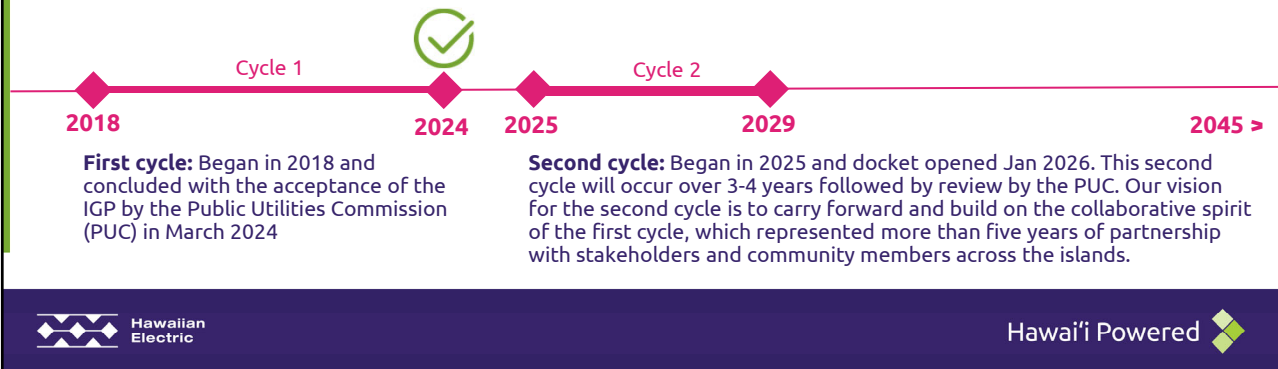 Cycle 1
Cycle 2
2018
2024
2025
2029
2045 >
First cycle: Began in 2018 and
concluded with the acceptance of the
IGP by the Public Utilities Commission
(PUC) in March 2024
Second cycle: Began in 2025 and docket opened Jan 2026. This second
cycle will occur over 3-4 years followed by review by the PUC. Our vision
for the second cycle is to carry forward and build on the collaborative spirit
of the first cycle, which represented more than five years of partnership
with stakeholders and community members across the islands.
Hawaiian
Electric
Hawai‘i Powered